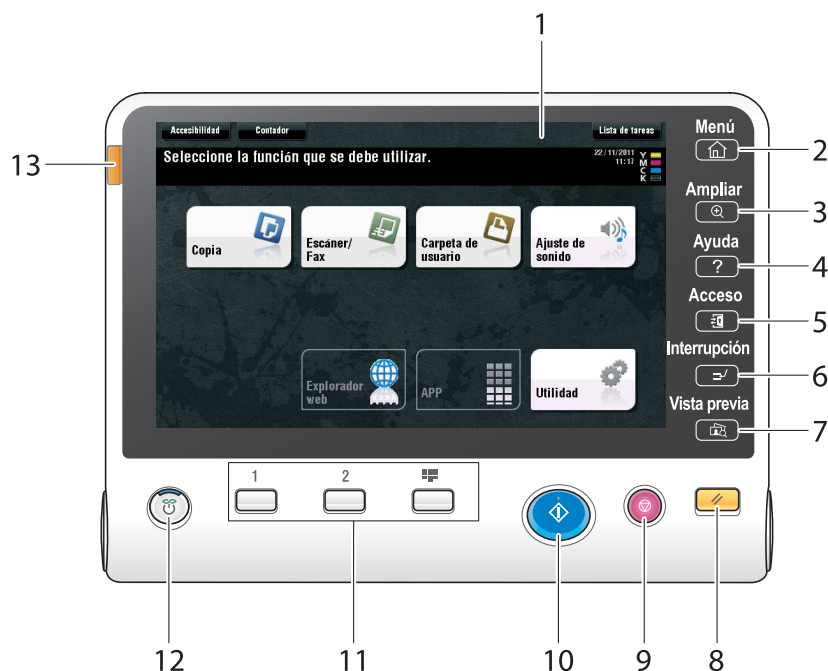 1
Accesibilidad Contador Lista de tareas
Seleccione la función que se debe utilizar.
22/11/2011
11:17
Y
M
C
K
Copia
Escáner/
Fax
Carpeta de
usuario
Ajuste de
sonido
Explorador
web
APP
Utilidad
Menú
2
Ampliar
3
Ayuda
?
4
Acceso
5
Interrupción
6
Vista previa
7
13
1 2
12 11 10 9 8